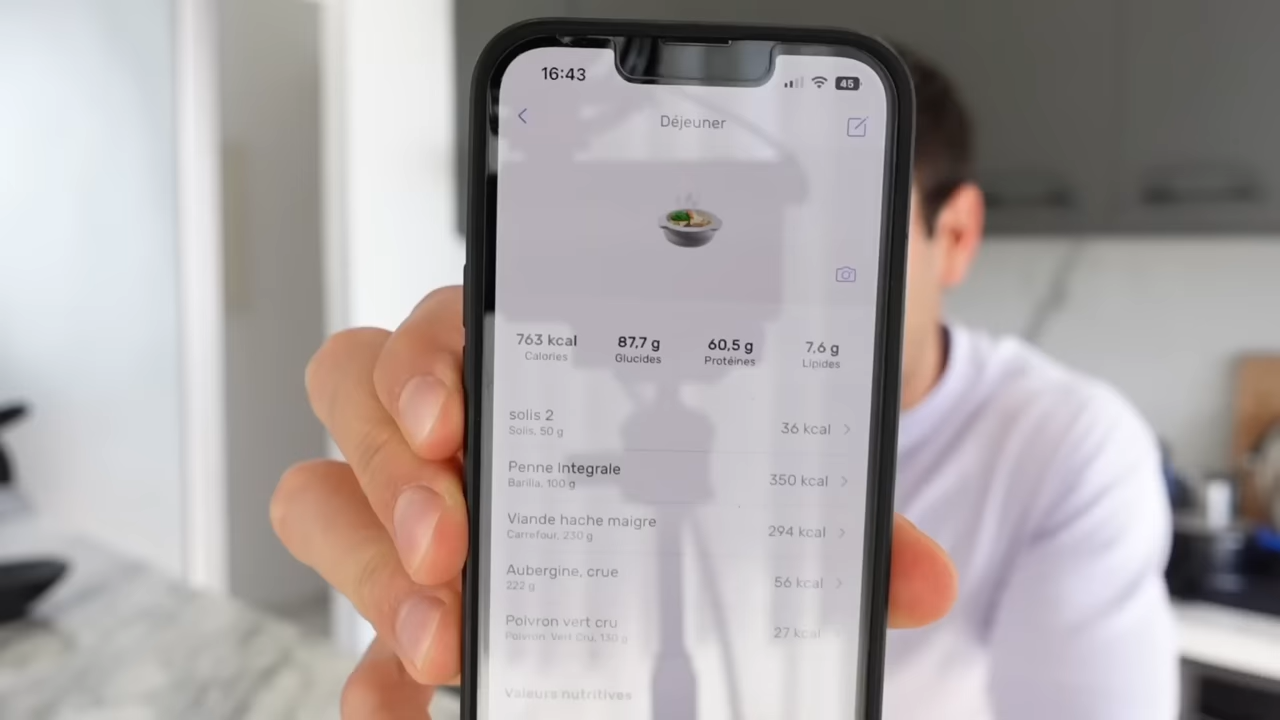 16:43
45
Déjeuner
763 kcal 87,7 g 60,5 g 7,6 g
Calories Glucides Protéines Lipides
solis 2
Solis, 50 g
36 kcal
Penne Integrale
Barilla, 100 g
350 kcal
Viande hache maigre
Carrefour, 230 g
294 kcal
Aubergine, crue
222 g
56 kcal
Poivron vert cru
Poivron Vert Cru, 130 g
27 kcal
Valeurs nutritives